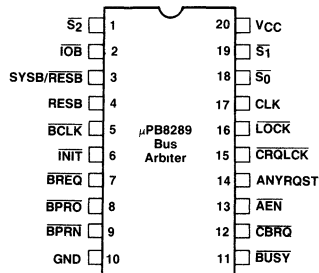 S̅₂ 1 20 VCC
I̅O̅B̅ 2 19 S̅₁
SYSB/R̅E̅S̅B̅ 3 18 S̅₀
RESB 4 17 CLK
B̅C̅L̅K̅ 5 μPB8289 16 L̅O̅C̅K̅
Bus
I̅N̅I̅T̅ 6 Arbiter 15 C̅R̅Q̅L̅C̅K̅
B̅R̅E̅Q̅ 7 14 ANYRQST
B̅P̅R̅O̅ 8 13 A̅E̅N̅
B̅P̅R̅N̅ 9 12 C̅B̅R̅Q̅
GND 10 11 B̅U̅S̅Y̅